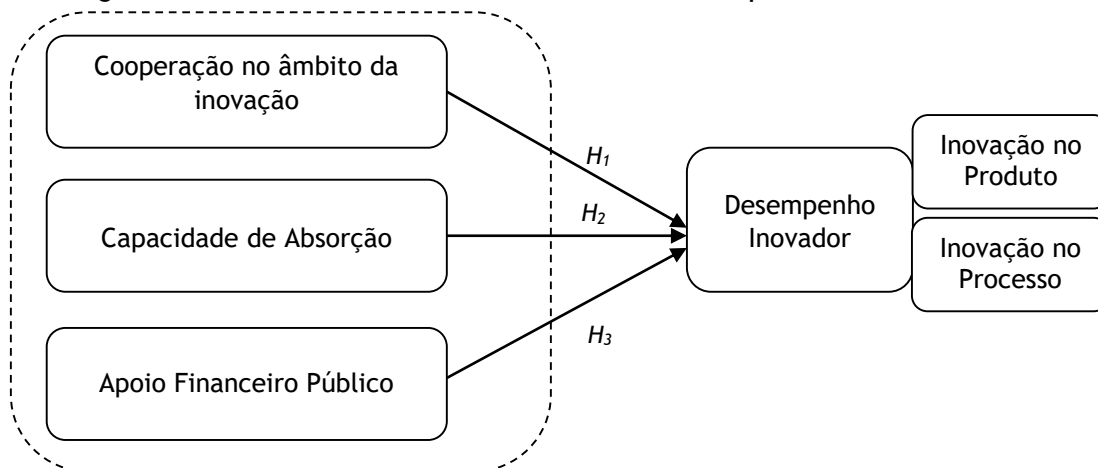 Cooperação no âmbito da
inovação
H1
Capacidade de Absorção
H2
Apoio Financeiro Público
H3
Desempenho
Inovador
Inovação no
Produto
Inovação no
Processo